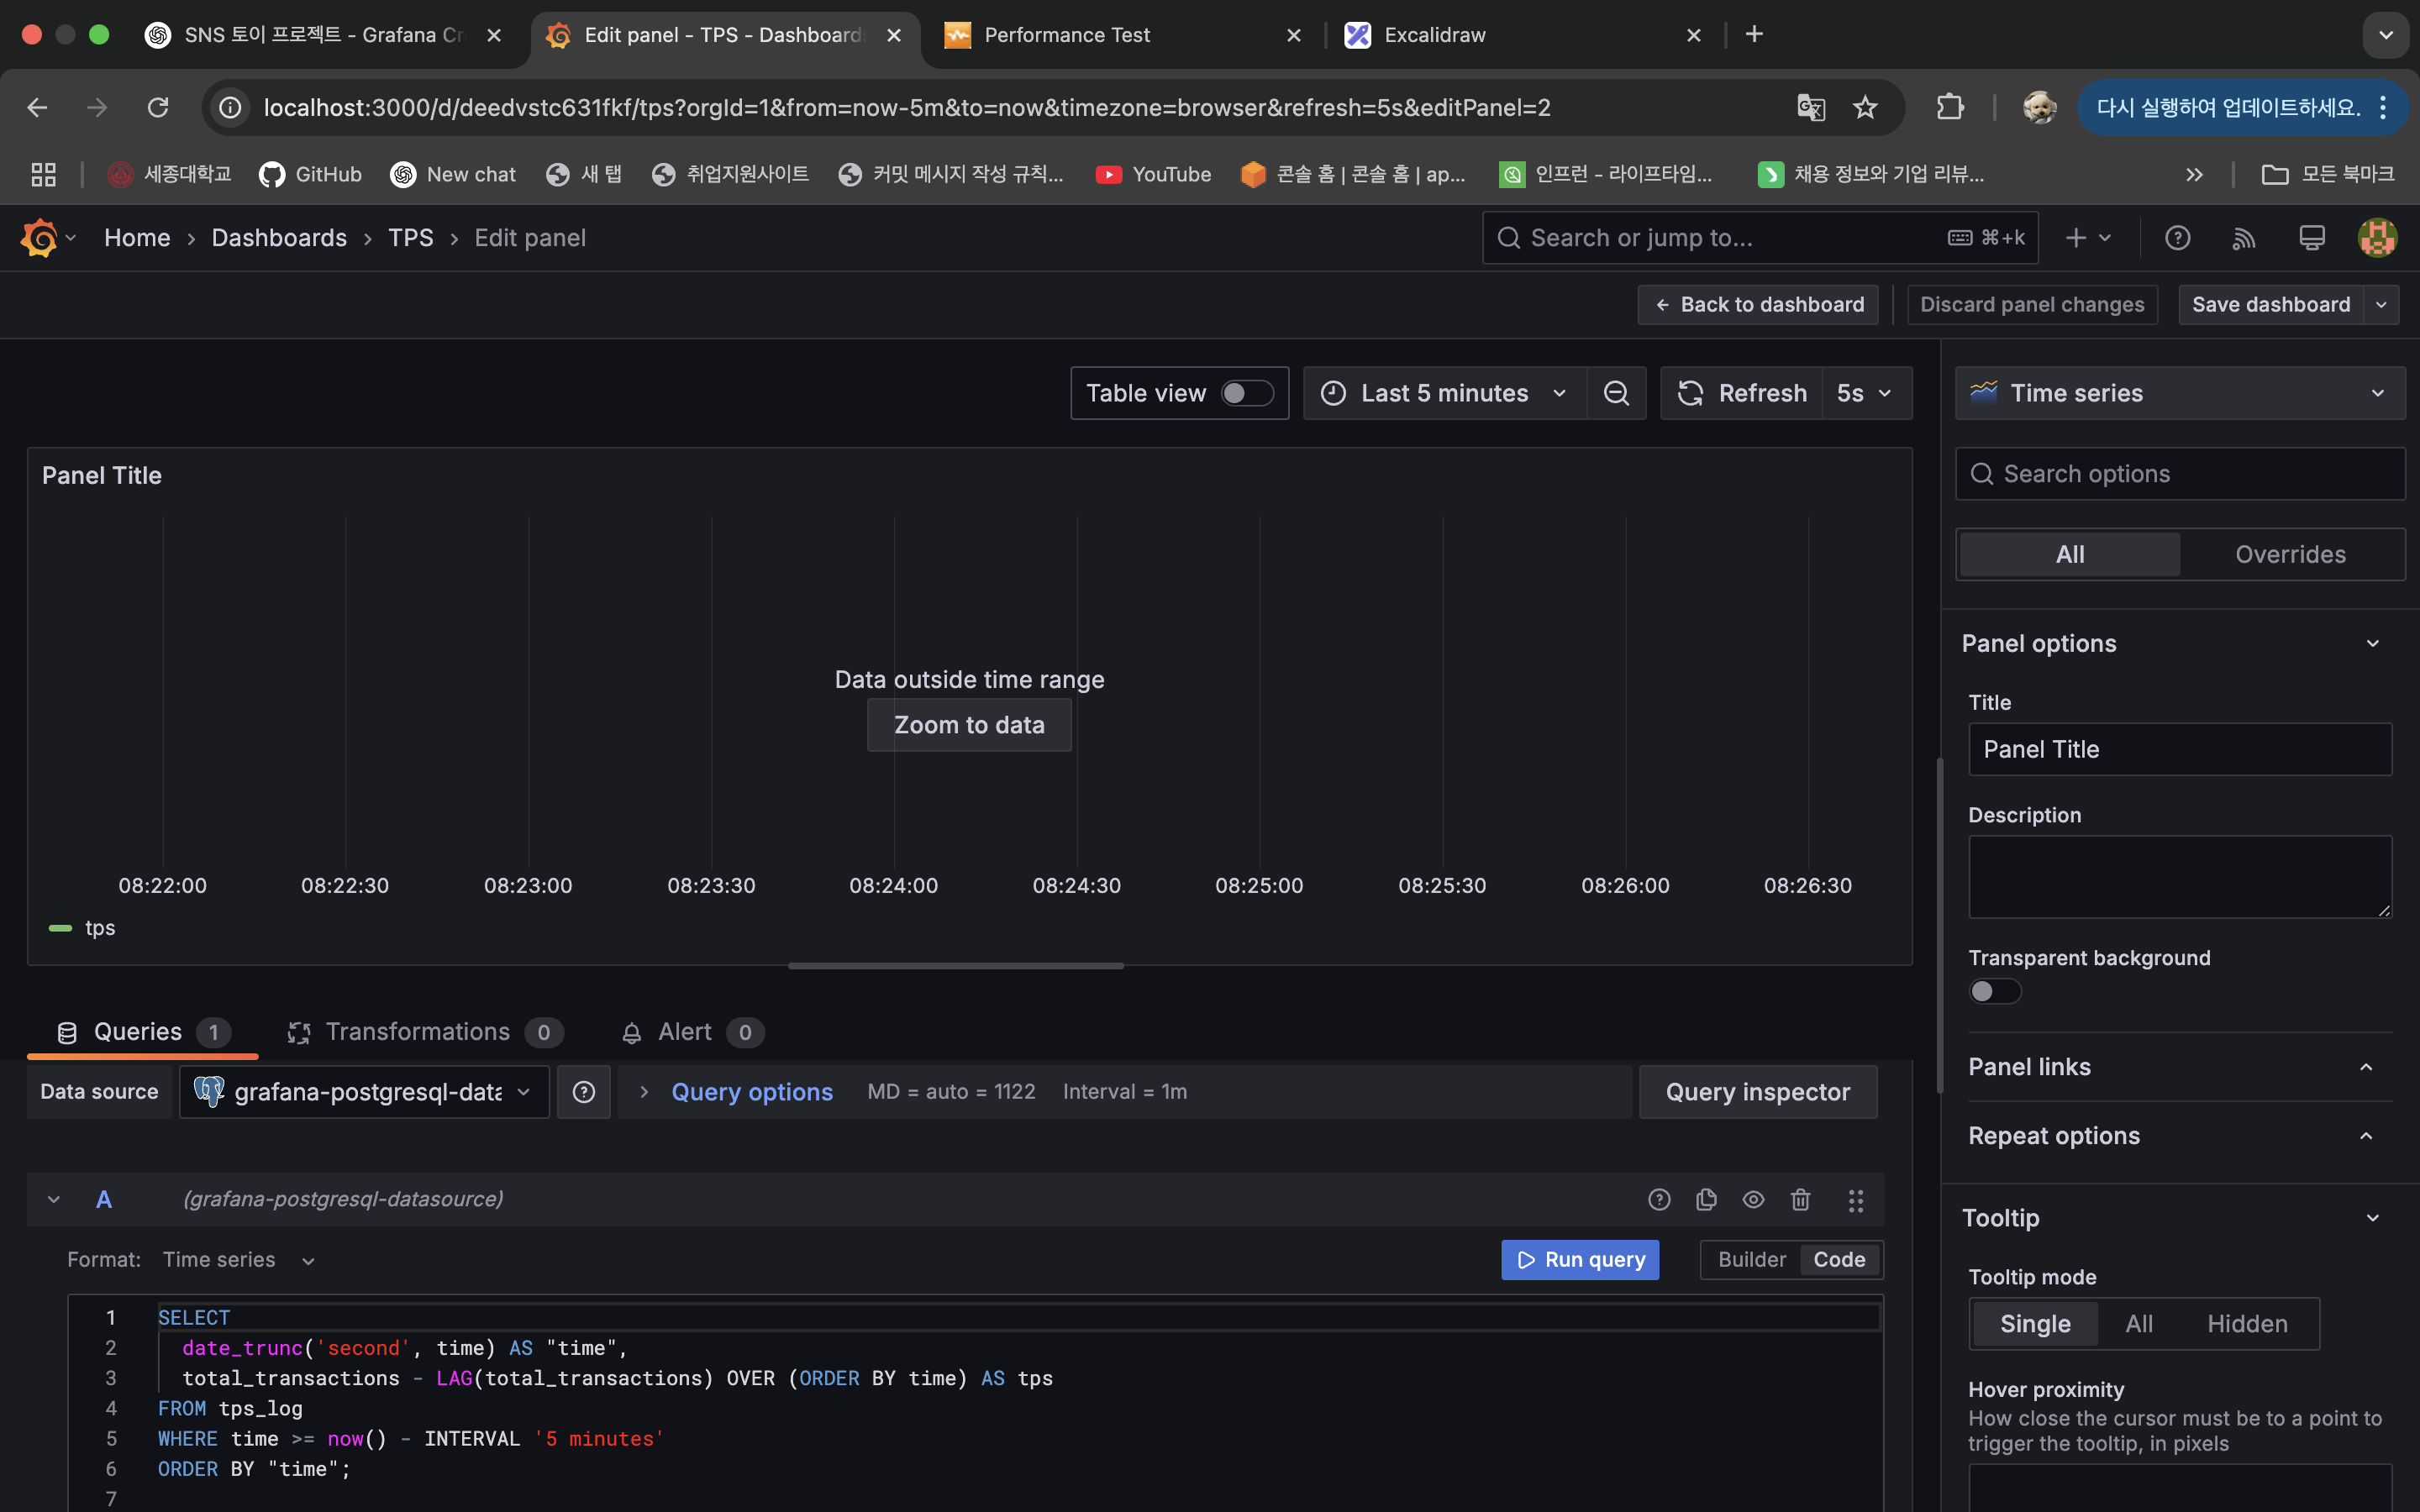 SNS 토이 프로젝트 - Grafana Cr
Edit panel - TPS - Dashboard
Performance Test
Excalidraw
localhost:3000/d/deedvstc631fkf/tps?orgId=1&from=now-5m&to=now&timezone=browser&refresh=5s&editPanel=2
다시 실행하여 업데이트하세요.
세종대학교
GitHub
New chat
새 탭
취업지원사이트
커밋 메시지 작성 규칙...
YouTube
콘솔 홈 | 콘솔 홈 | ap...
인프런 - 라이프타임...
채용 정보와 기업 리뷰...
모든 북마크
Home › Dashboards › TPS › Edit panel
Search or jump to...
⌘+k
Back to dashboard
Discard panel changes
Save dashboard
Table view
Last 5 minutes
Refresh
5s
Time series
Panel Title
Search options
All
Overrides
Panel options
Title
Panel Title
Description
Transparent background
Panel links
Repeat options
Tooltip
Tooltip mode
Single
All
Hidden
Hover proximity
How close the cursor must be to a point to
trigger the tooltip, in pixels
Data outside time range
Zoom to data
08:22:00
08:22:30
08:23:00
08:23:30
08:24:00
08:24:30
08:25:00
08:25:30
08:26:00
08:26:30
tps
Queries 1
Transformations 0
Alert 0
Data source
grafana-postgresql-data
Query options
MD = auto = 1122
Interval = 1m
Query inspector
A
(grafana-postgresql-datasource)
Format: Time series
Run query
Builder
Code
1 SELECT
2 date_trunc('second', time) AS "time",
3 total_transactions - LAG(total_transactions) OVER (ORDER BY time) AS tps
4 FROM tps_log
5 WHERE time >= now() - INTERVAL '5 minutes'
6 ORDER BY "time";
7